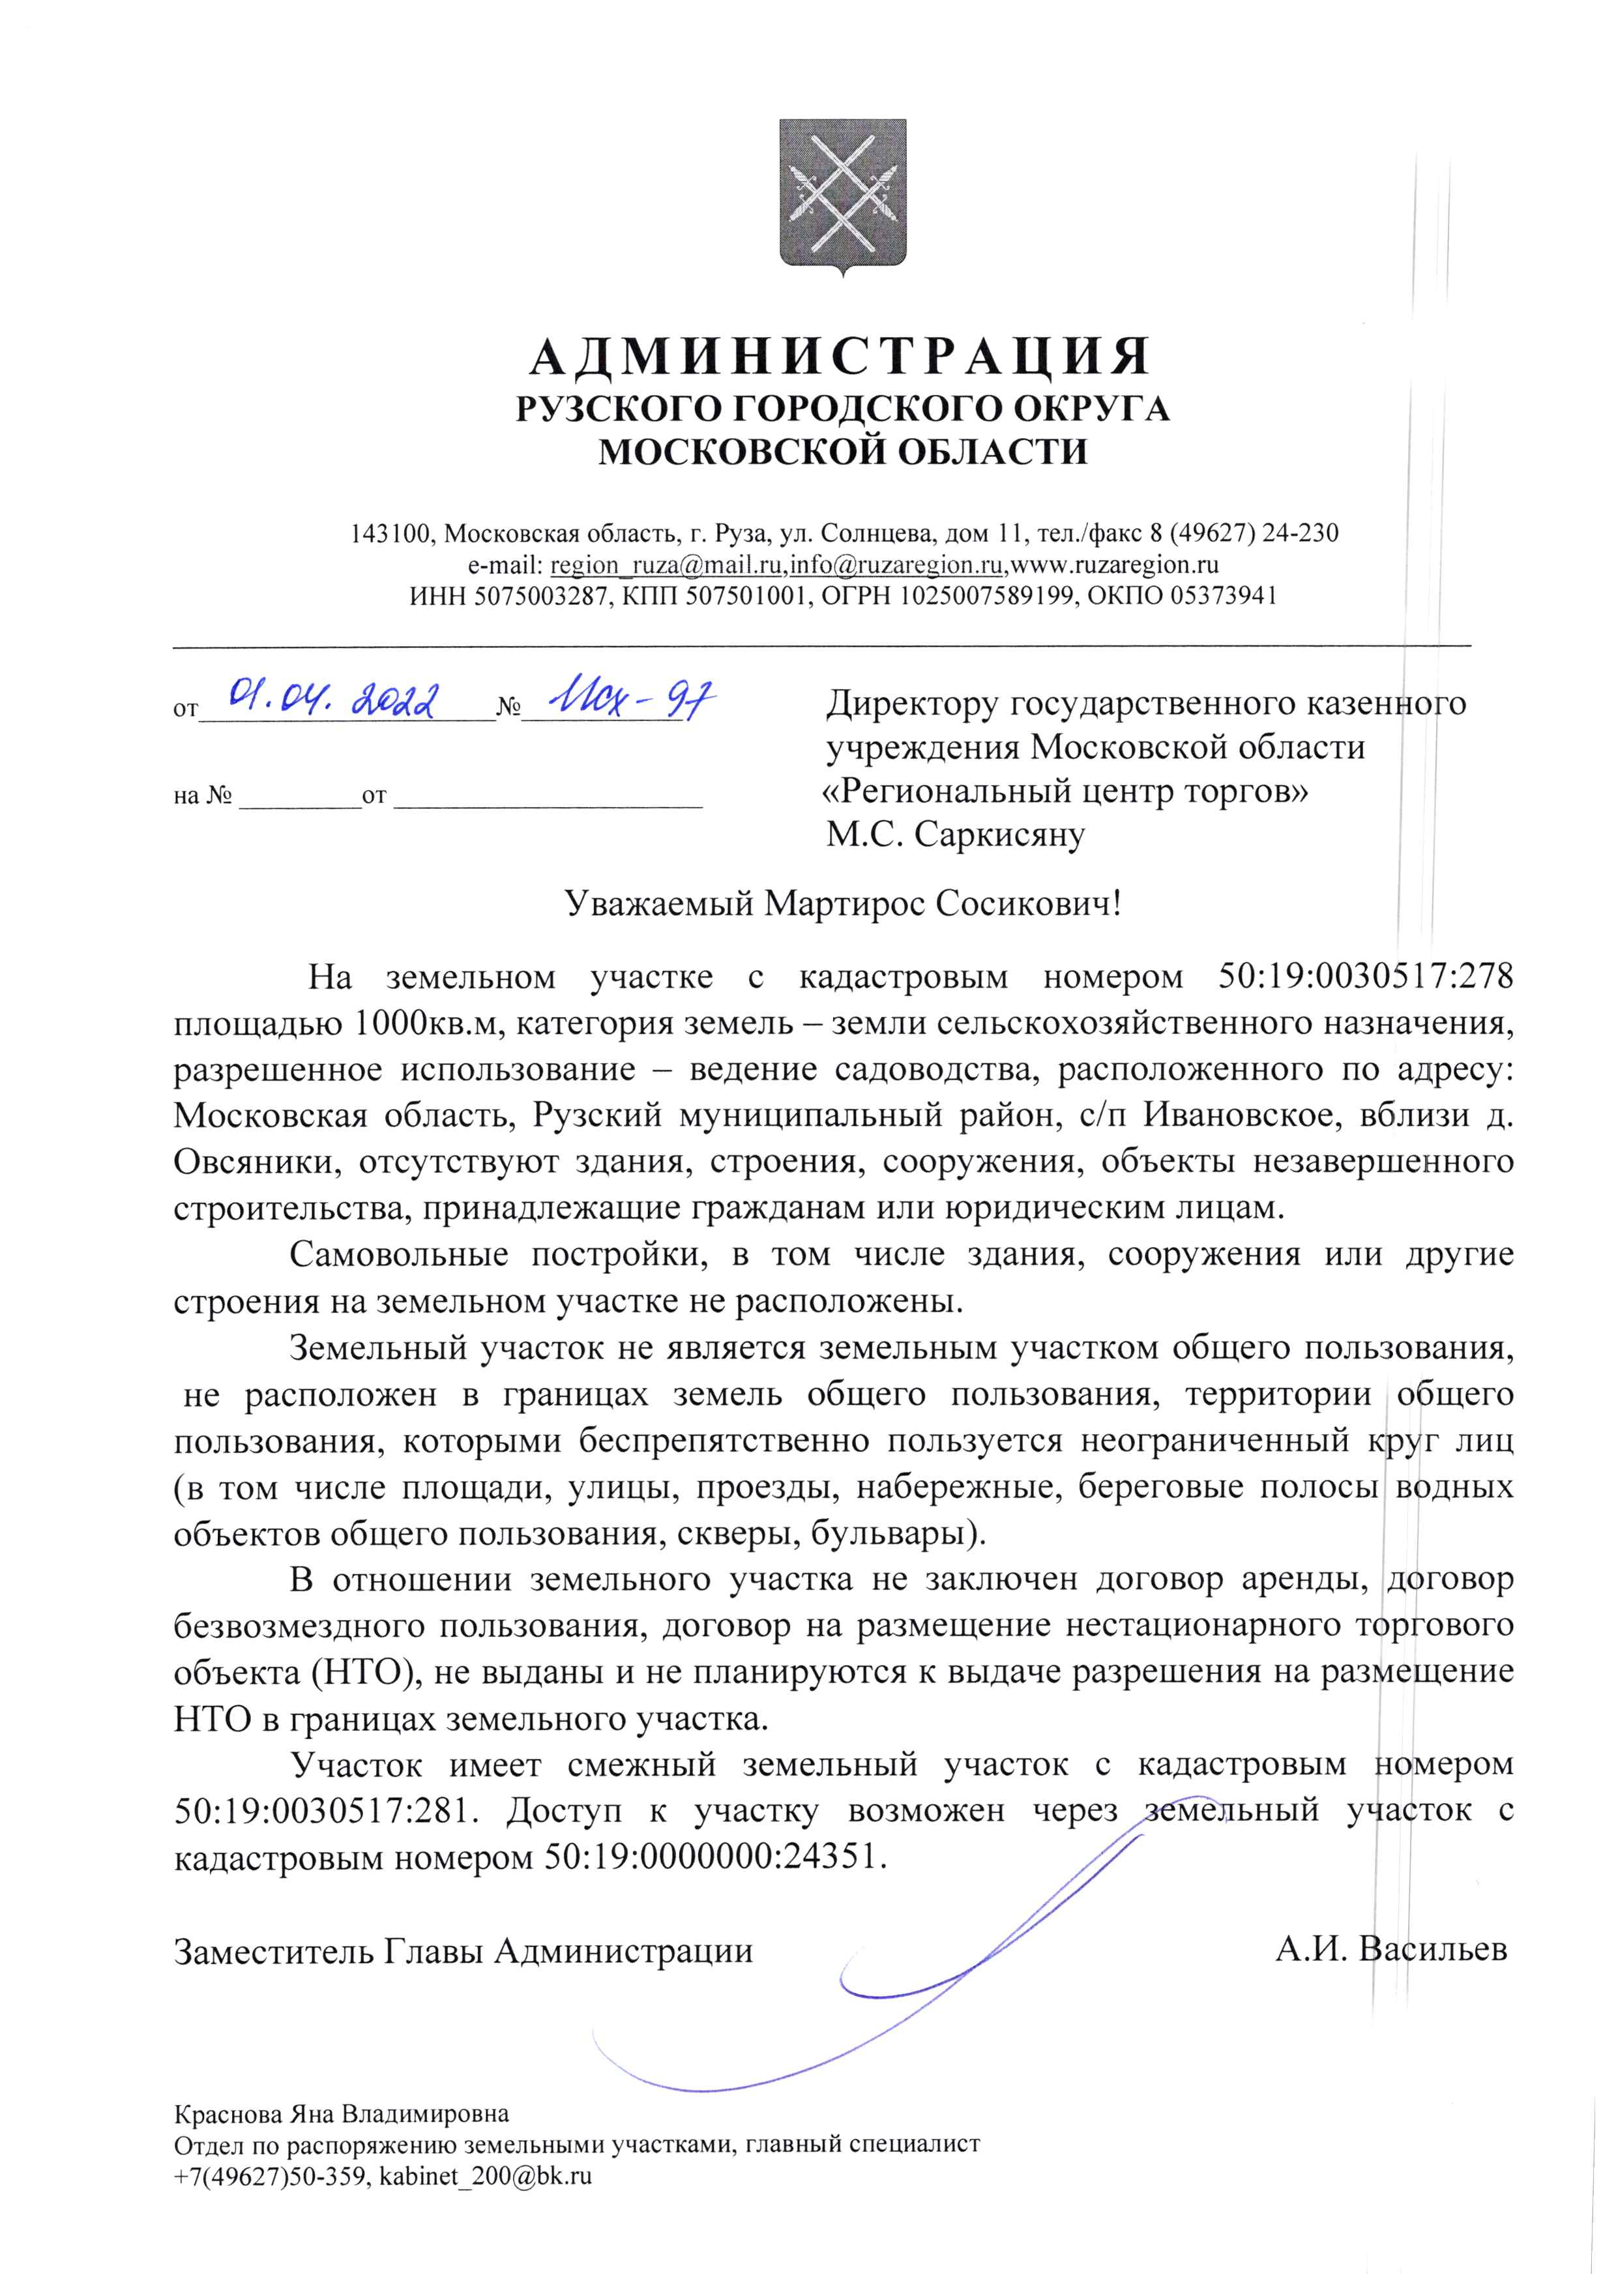 АДМИНИСТРАЦИЯ
РУЗСКОГО ГОРОДСКОГО ОКРУГА
МОСКОВСКОЙ ОБЛАСТИ
143100, Московская область, г. Руза, ул. Солнцева, дом 11, тел./факс 8 (49627) 24-230
e-mail: region_ruza@mail.ru,info@ruzaregion.ru,www.ruzaregion.ru
ИНН 5075003287, КПП 507501001, ОГРН 1025007589199, ОКПО 05373941
от 01.04.2022 № Исх-97
на № __________от __________
Директору государственного казенного
учреждения Московской области
«Региональный центр торгов»
М.С. Саркисяну
Уважаемый Мартирос Сосикович!
На земельном участке с кадастровым номером 50:19:0030517:278
площадью 1000кв.м, категория земель – земли сельскохозяйственного назначения,
разрешенное использование – ведение садоводства, расположенного по адресу:
Московская область, Рузский муниципальный район, с/п Ивановское, вблизи д.
Овсяники, отсутствуют здания, строения, сооружения, объекты незавершенного
строительства, принадлежащие гражданам или юридическим лицам.
Самовольные постройки, в том числе здания, сооружения или другие
строения на земельном участке не расположены.
Земельный участок не является земельным участком общего пользования,
не расположен в границах земель общего пользования, территории общего
пользования, которыми беспрепятственно пользуется неограниченный круг лиц
(в том числе площади, улицы, проезды, набережные, береговые полосы водных
объектов общего пользования, скверы, бульвары).
В отношении земельного участка не заключен договор аренды, договор
безвозмездного пользования, договор на размещение нестационарного торгового
объекта (НТО), не выданы и не планируются к выдаче разрешения на размещение
НТО в границах земельного участка.
Участок имеет смежный земельный участок с кадастровым номером
50:19:0030517:281. Доступ к участку возможен через земельный участок с
кадастровым номером 50:19:0000000:24351.
Заместитель Главы Администрации А.И. Васильев
Краснова Яна Владимировна
Отдел по распоряжению земельными участками, главный специалист
+7(49627)50-359, kabinet_200@bk.ru